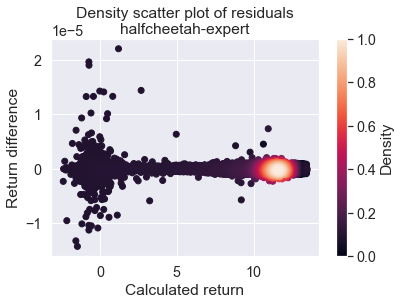 Density scatter plot of residuals
halfcheetah-expert
1e−5
2
1
0
−1
0
5
10
Calculated return
Return difference
1.0
0.8
0.6
0.4
0.2
0.0
Density